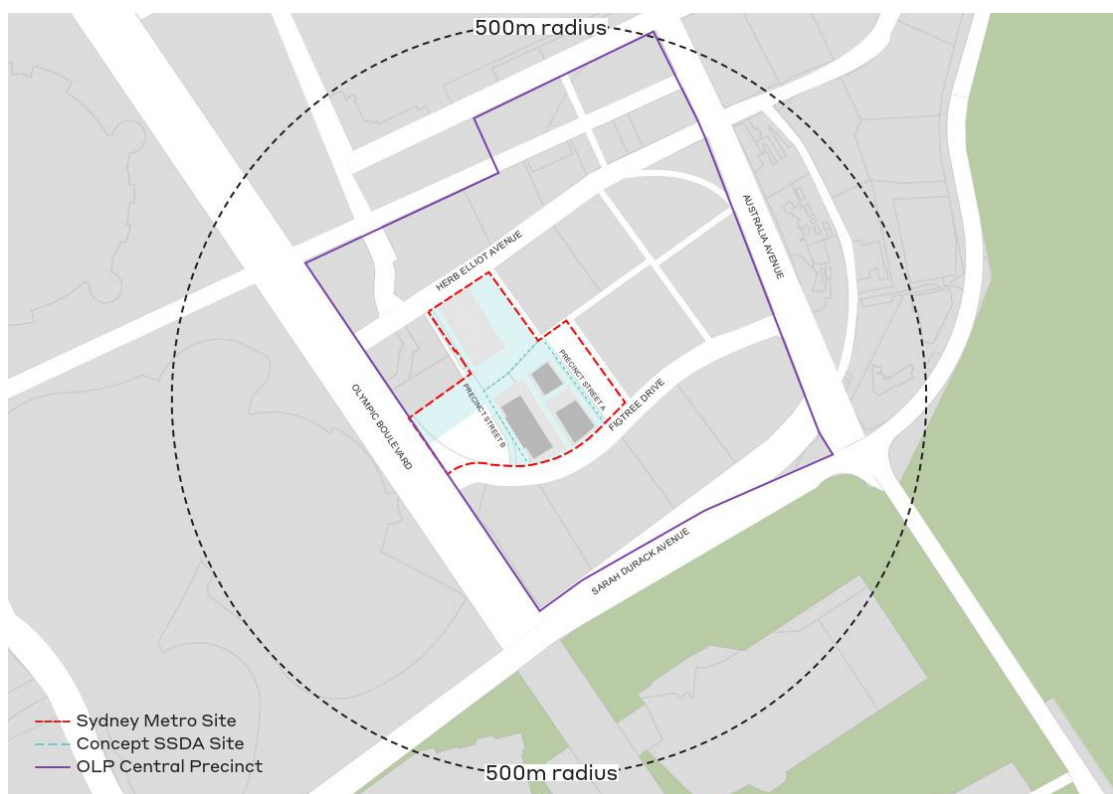 500m radius
HERB ELLIOT AVENUE
AUSTRALIA AVENUE
PRECINCT STREET A
PRECINCT STREET B
FIGTREE DRIVE
OLYMPIC BOULEVARD
SARAH DURACK AVENUE
Sydney Metro Site
Concept SSDA Site
OLP Central Precinct
500m radius